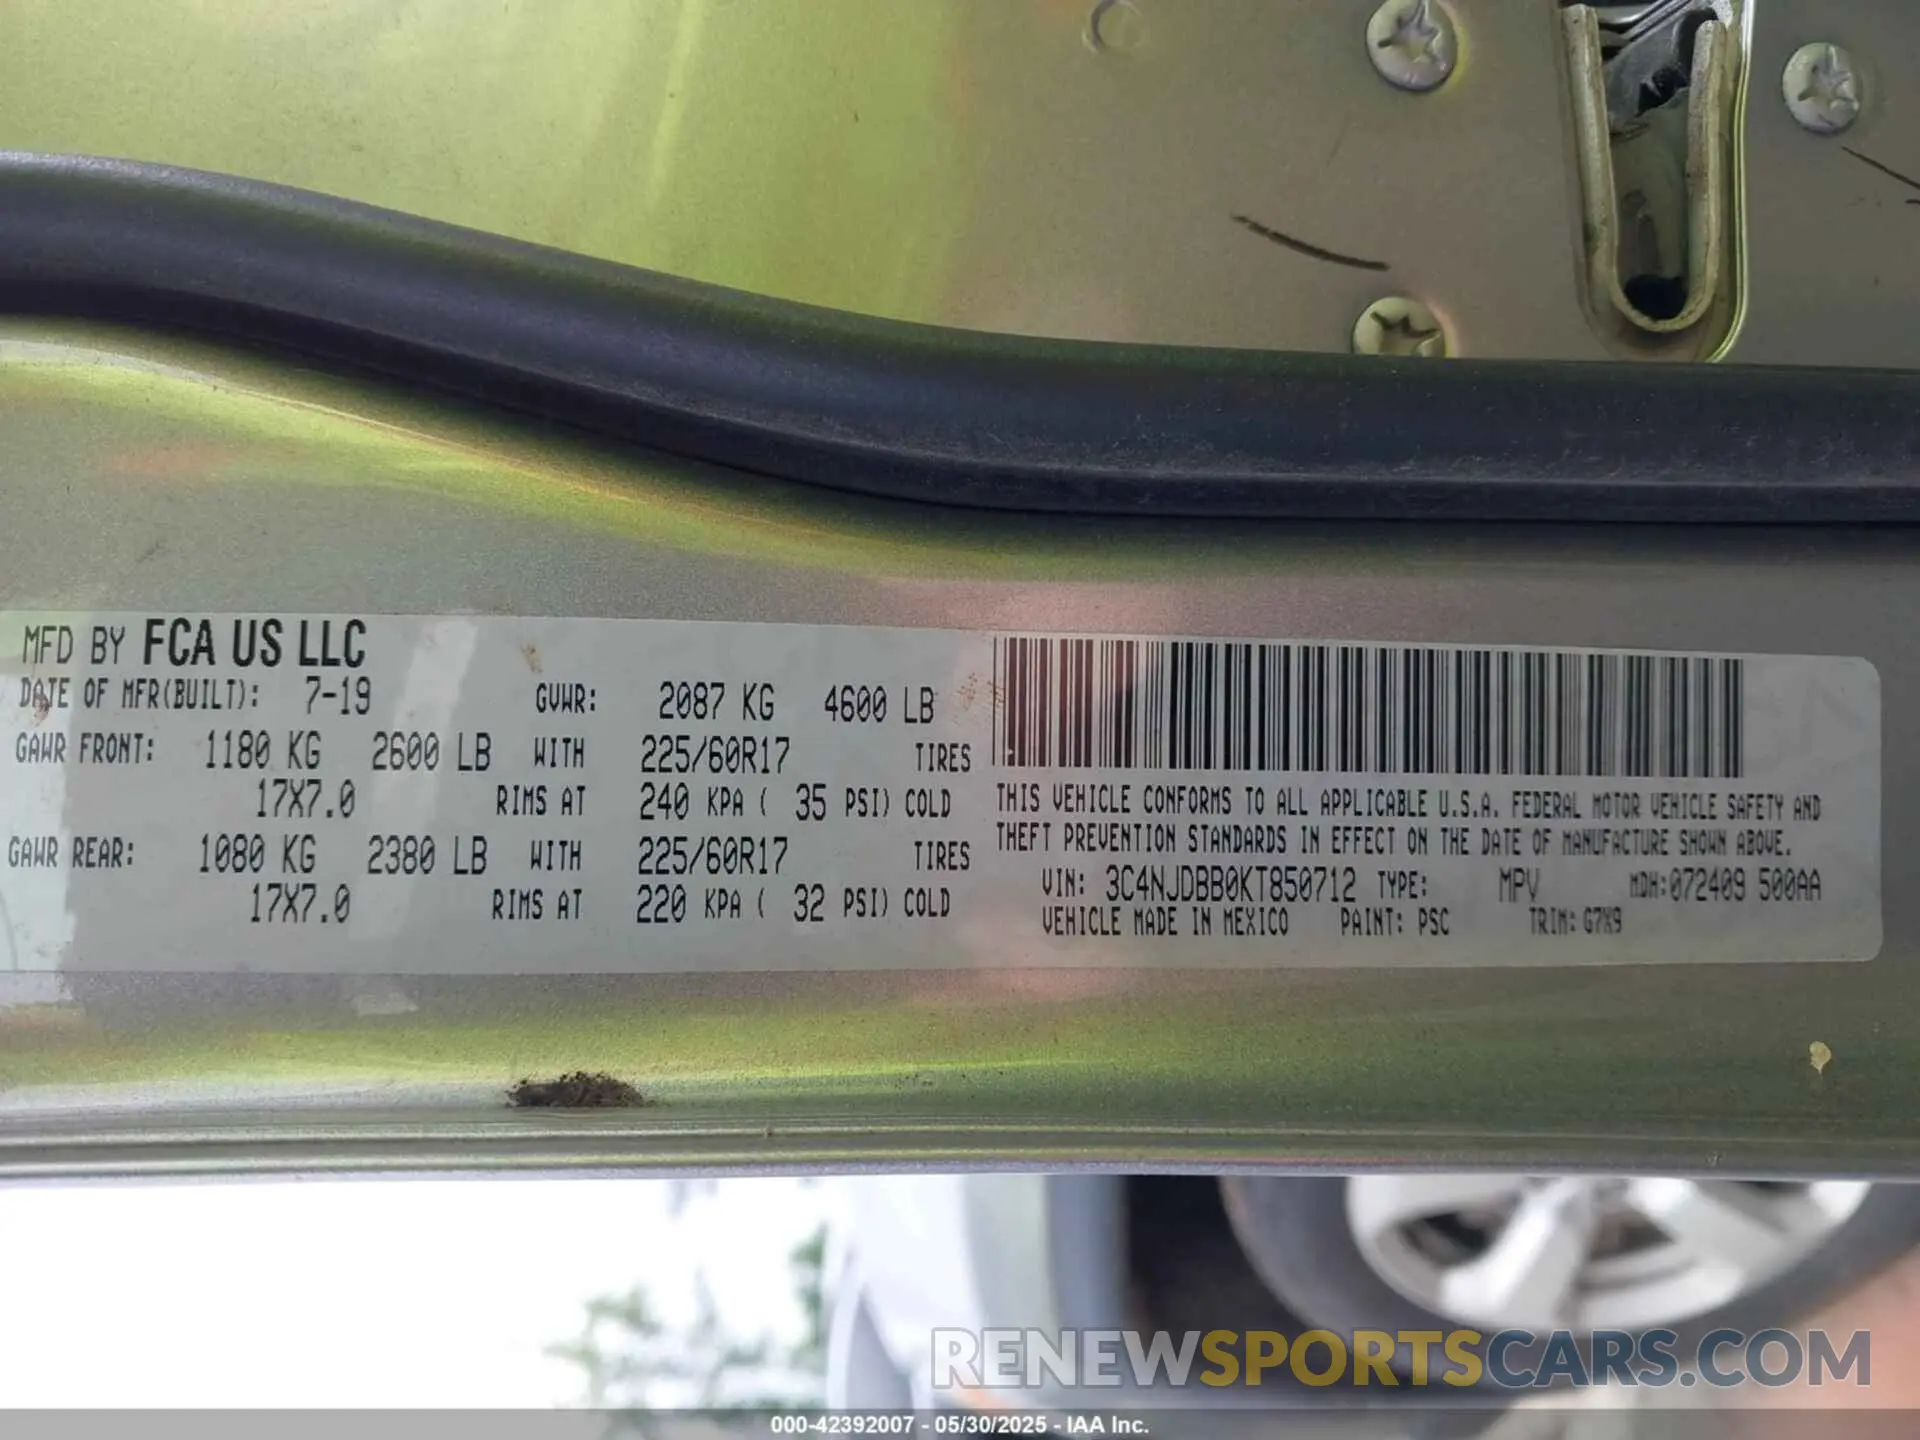 MFD BY FCA US LLC
DATE OF MFR(BUILT): 7-19 GVWR: 2087 KG 4600 LB
GAWR FRONT: 1180 KG 2600 LB WITH 225/60R17 TIRES
17X7.0 RIMS AT 240 KPA ( 35 PSI) COLD
GAWR REAR: 1080 KG 2380 LB WITH 225/60R17 TIRES
17X7.0 RIMS AT 220 KPA ( 32 PSI) COLD
THIS VEHICLE CONFORMS TO ALL APPLICABLE U.S.A. FEDERAL MOTOR VEHICLE SAFETY AND
THEFT PREVENTION STANDARDS IN EFFECT ON THE DATE OF MANUFACTURE SHOWN ABOVE.
VIN: 3C4NJDBB0KT850712 TYPE: MPV MDH:072409 500AA
VEHICLE MADE IN MEXICO PAINT: PSC TRIM: G7X9
RENEWSPORTSCARS.COM
000-42392007 - 05/30/2025 - IAA Inc.